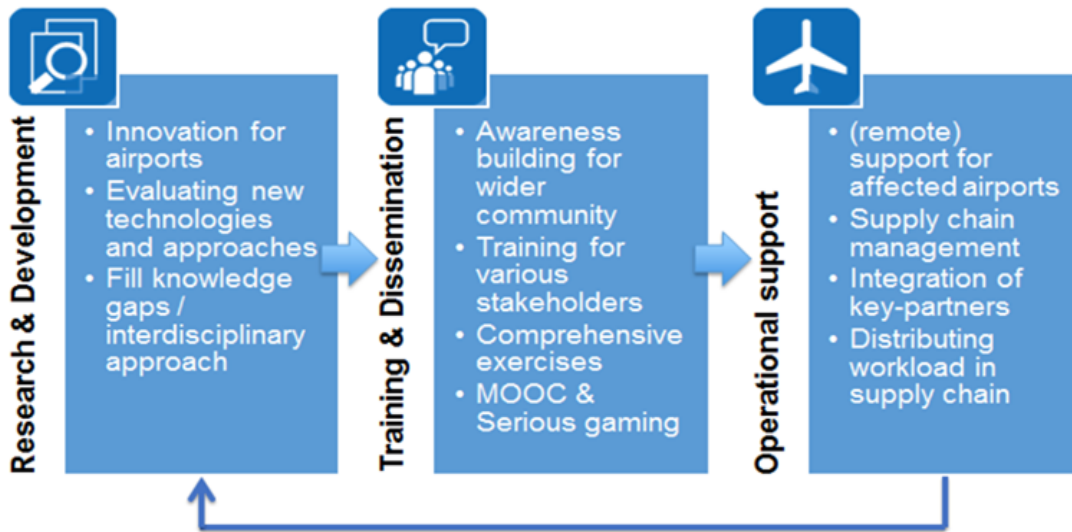 Research & Development
• Innovation for
airports
• Evaluating new
technologies
and approaches
• Fill knowledge
gaps /
interdisciplinary
approach
Training & Dissemination
• Awareness
building for
wider
community
• Training for
various
stakeholders
• Comprehensive
exercises
• MOOC &
Serious gaming
Operational support
• (remote)
support for
affected airports
• Supply chain
management
• Integration of
key-partners
• Distributing
workload in
supply chain